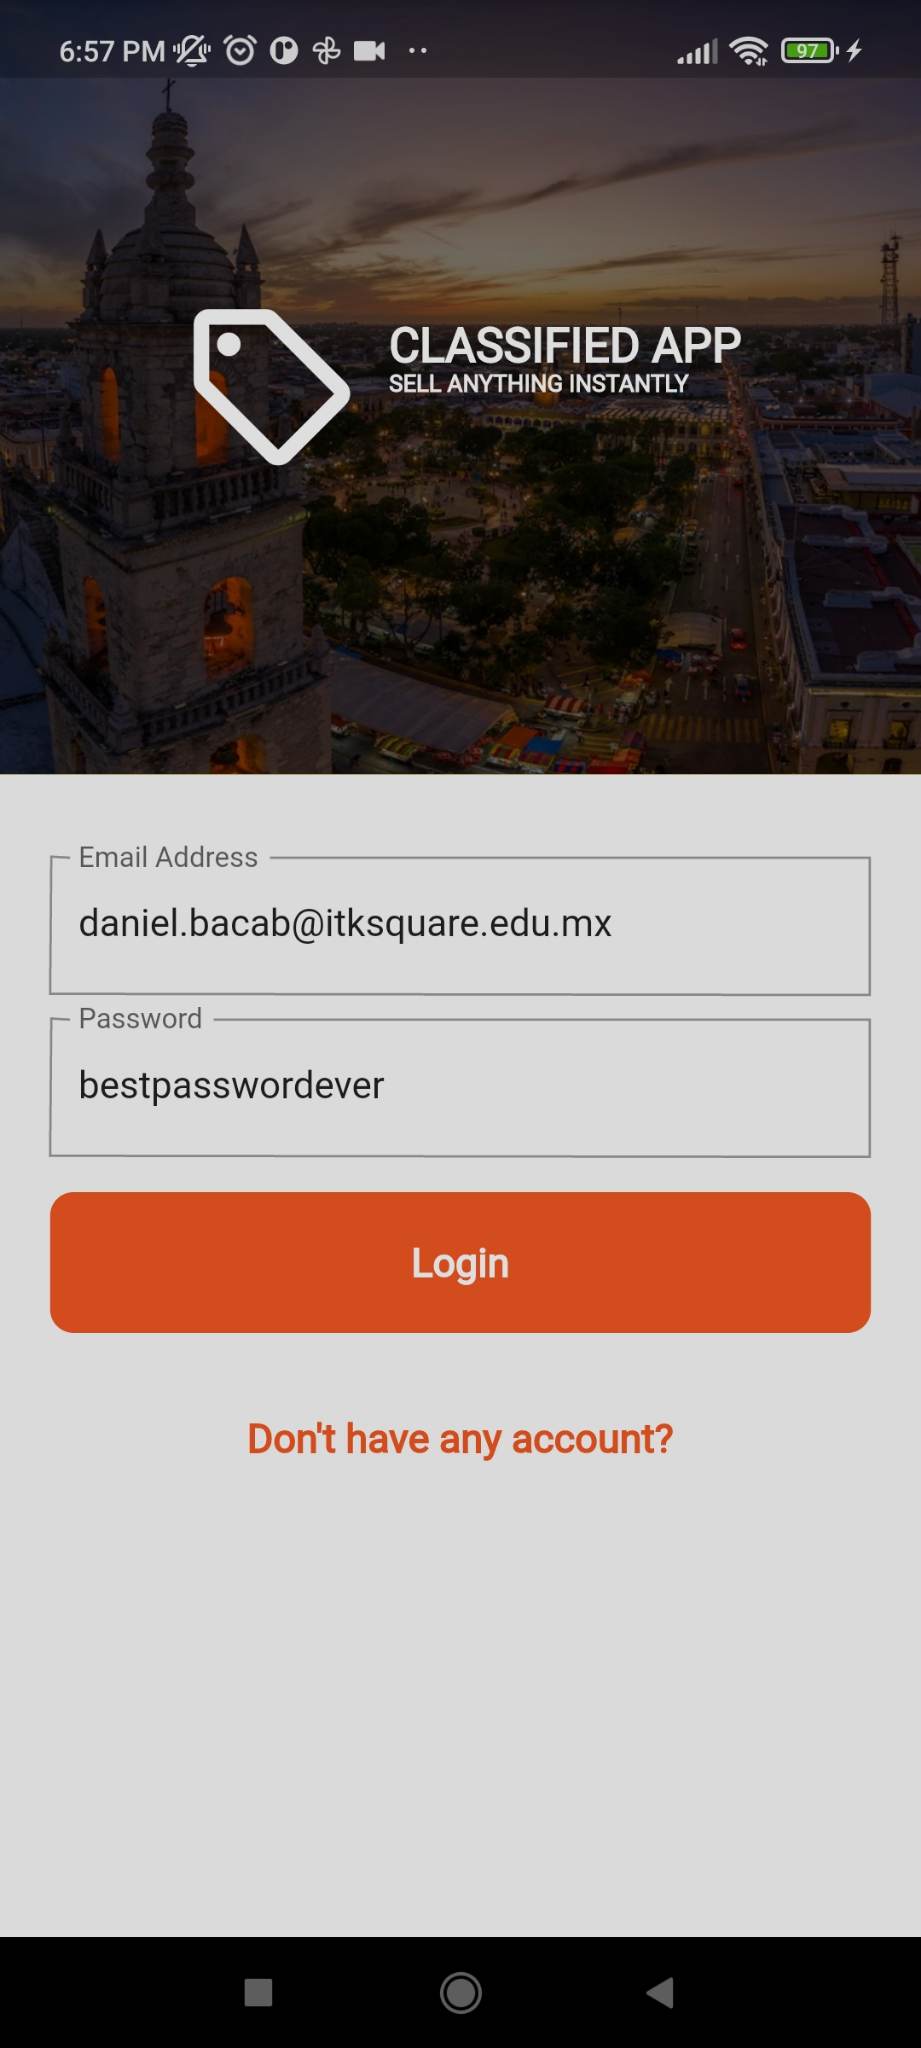 6:57 PM
97
CLASSIFIED APP
SELL ANYTHING INSTANTLY
Email Address
daniel.bacab@itksquare.edu.mx
Password
bestpasswordever
Login
Don't have any account?